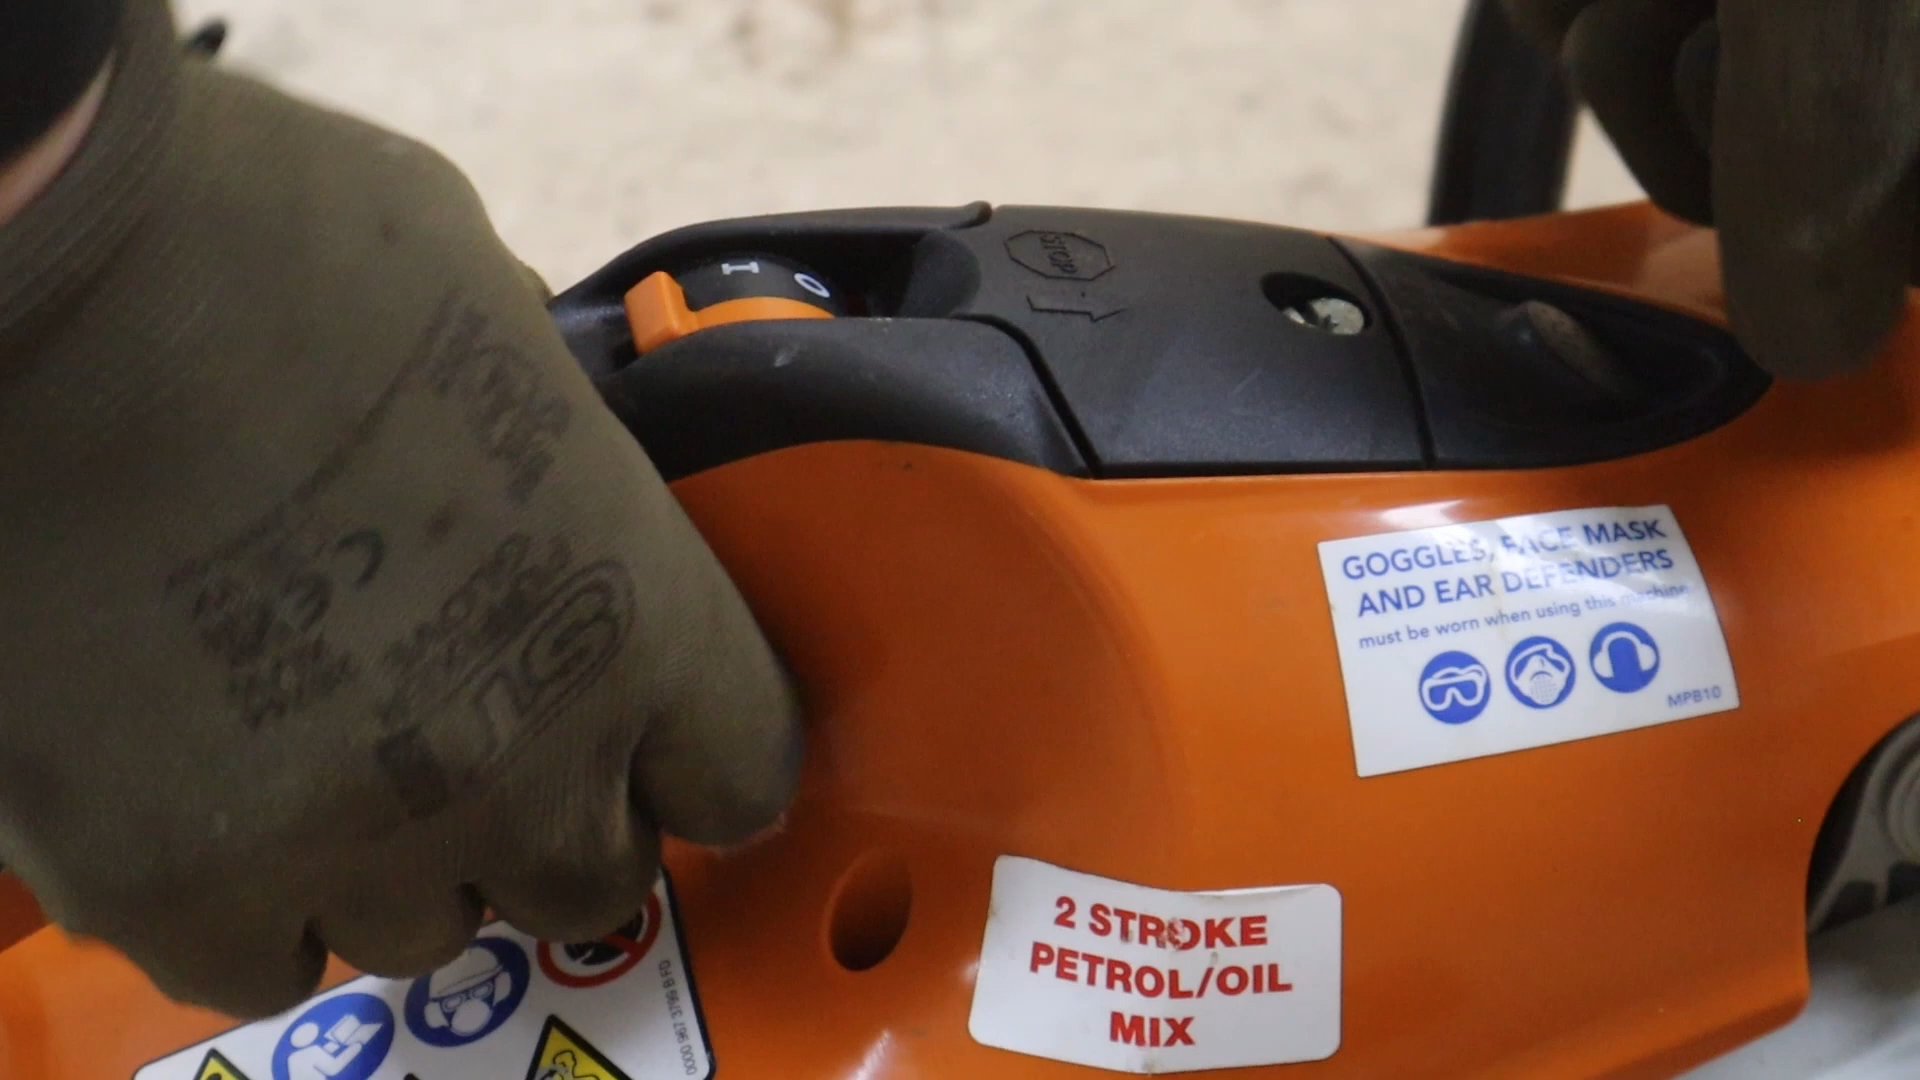 I
O
STOP
GOGGLES, FACE MASK
AND EAR DEFENDERS
must be worn when using this machine
MPB10
2 STROKE
PETROL/OIL
MIX